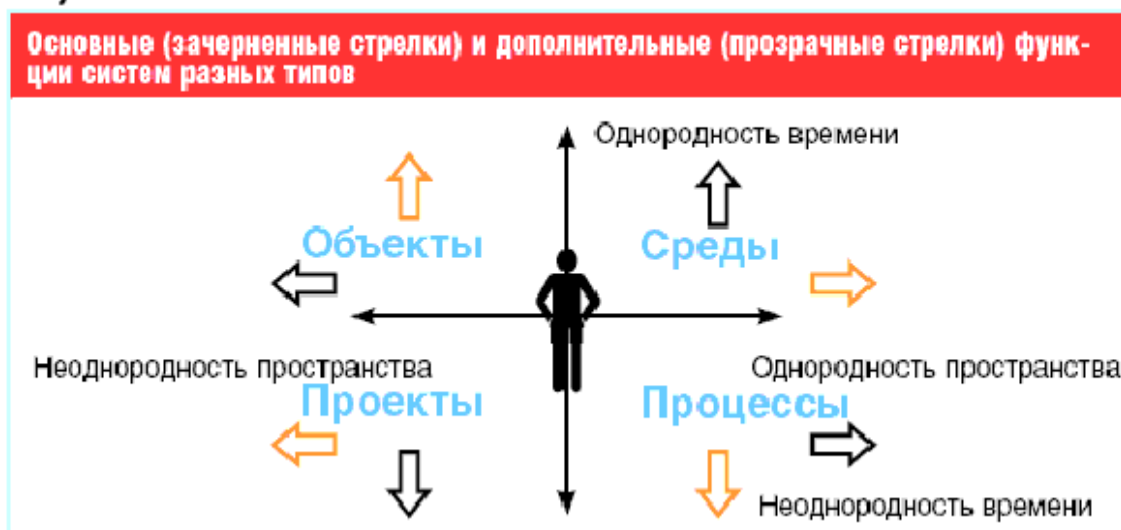 Основные (зачерненные стрелки) и дополнительные (прозрачные стрелки) функ-
ции систем разных типов
Однородность времени
Объекты
Среды
Неоднородность пространства
Однородность пространства
Проекты
Процессы
Неоднородность времени